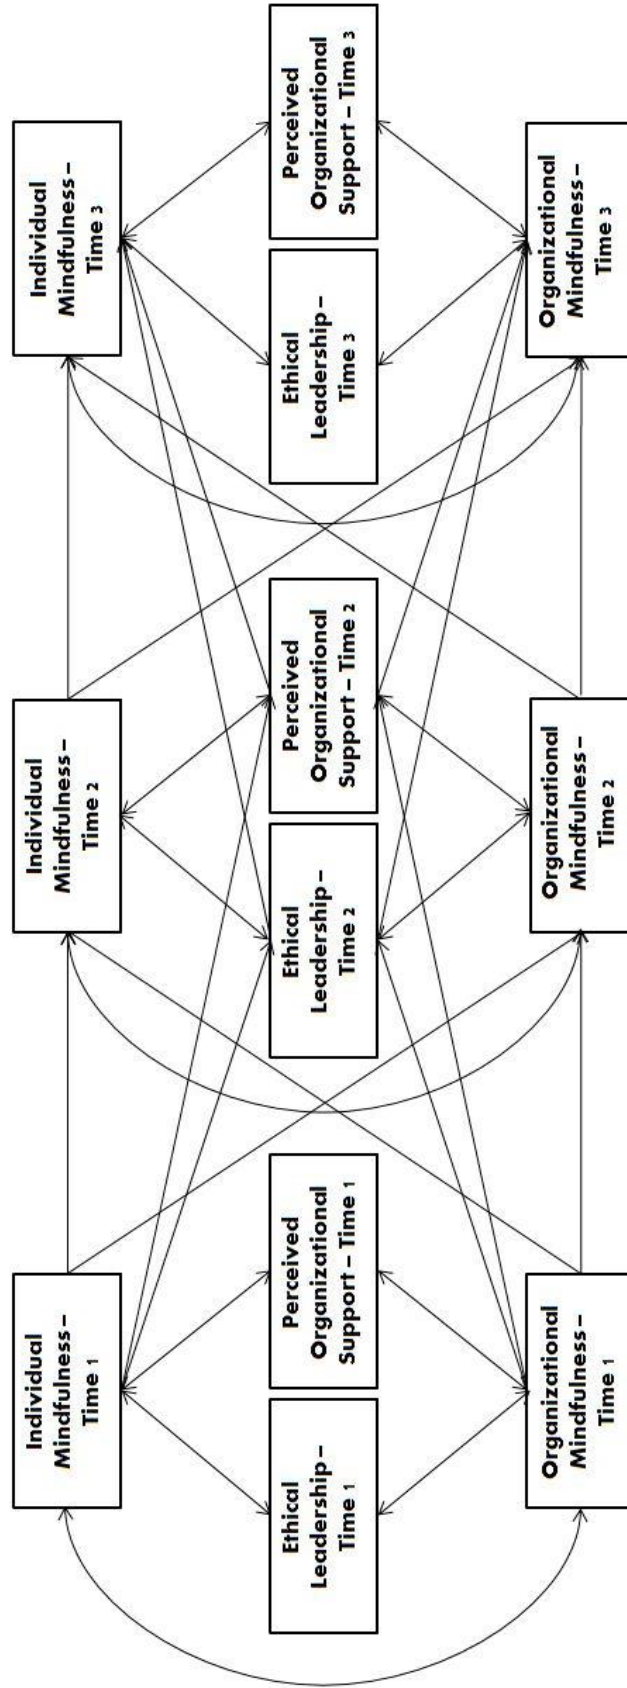 Individual
Mindfulness –
Time 1
Individual
Mindfulness –
Time 2
Individual
Mindfulness –
Time 3
Ethical
Leadership –
Time 1
Perceived
Organizational
Support – Time 1
Ethical
Leadership –
Time 2
Perceived
Organizational
Support – Time 2
Ethical
Leadership –
Time 3
Perceived
Organizational
Support – Time 3
Organizational
Mindfulness –
Time 1
Organizational
Mindfulness –
Time 2
Organizational
Mindfulness –
Time 3